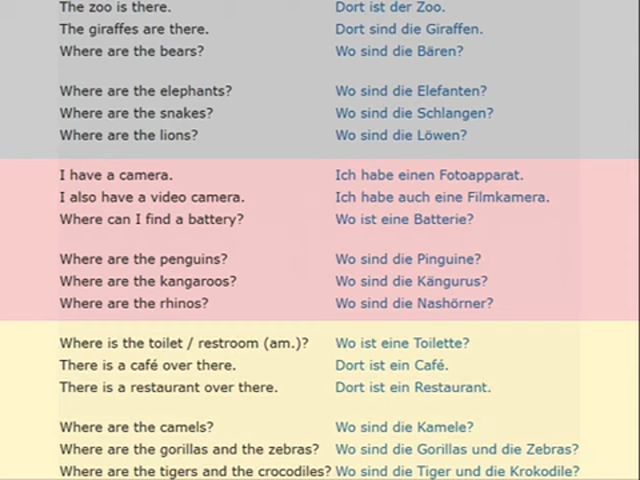 The zoo is there. Dort ist der Zoo.
The giraffes are there. Dort sind die Giraffen.
Where are the bears? Wo sind die Bären?
Where are the elephants? Wo sind die Elefanten?
Where are the snakes? Wo sind die Schlangen?
Where are the lions? Wo sind die Löwen?
I have a camera. Ich habe einen Fotoapparat.
I also have a video camera. Ich habe auch eine Filmkamera.
Where can I find a battery? Wo ist eine Batterie?
Where are the penguins? Wo sind die Pinguine?
Where are the kangaroos? Wo sind die Kängurus?
Where are the rhinos? Wo sind die Nashörner?
Where is the toilet / restroom (am.)? Wo ist eine Toilette?
There is a café over there. Dort ist ein Café.
There is a restaurant over there. Dort ist ein Restaurant.
Where are the camels? Wo sind die Kamele?
Where are the gorillas and the zebras? Wo sind die Gorillas und die Zebras?
Where are the tigers and the crocodiles? Wo sind die Tiger und die Krokodile?